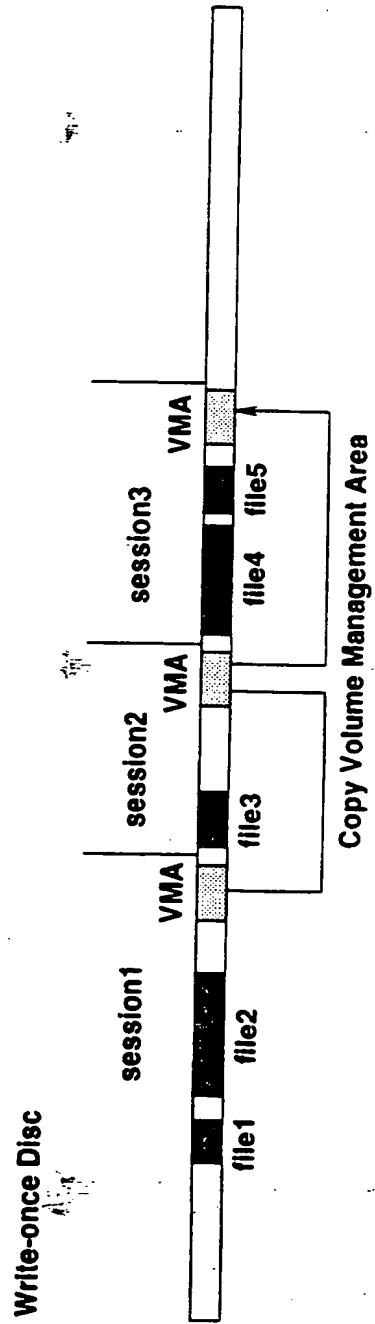 Write-once Disc
session1
session2
session3
VMA
VMA
VMA
file1
file2
file3
file4
file5
Copy Volume Management Area